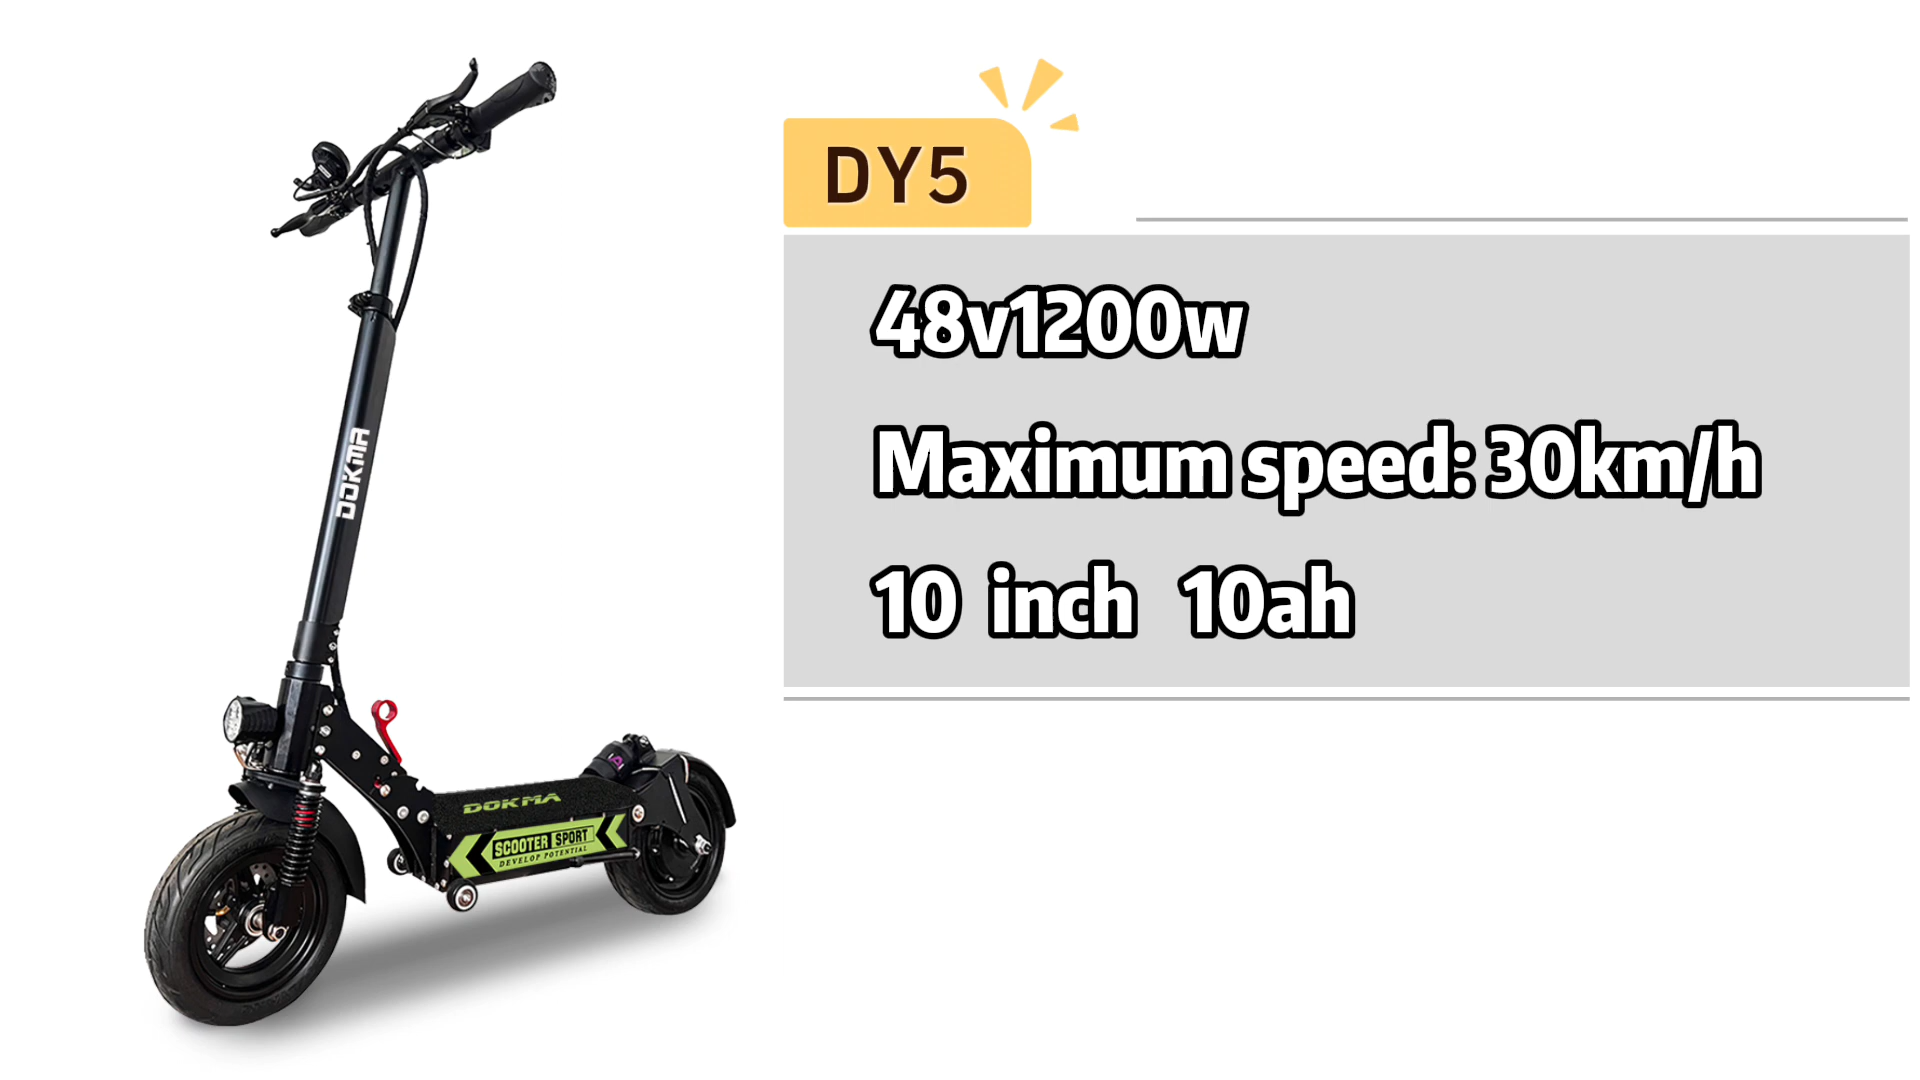 DY5
48v1200w
Maximum speed: 30km/h
10 inch 10ah
DOKMA
DOKMA
SCOOTER SPORT
DEVELOP POTENTIAL